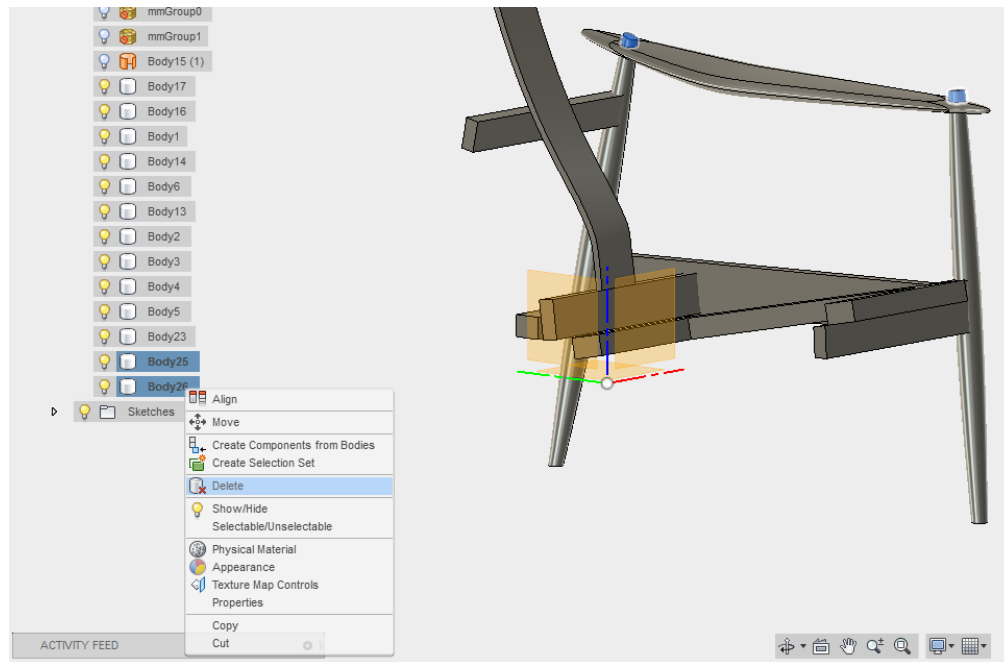 mmGroup0
mmGroup1
Body15 (1)
Body17
Body16
Body1
Body14
Body6
Body13
Body2
Body3
Body4
Body5
Body23
Body25
Body26
Sketches
Align
Move
Create Components from Bodies
Create Selection Set
Delete
Show/Hide
Selectable/Unselectable
Physical Material
Appearance
Texture Map Controls
Properties
Copy
Cut
ACTIVITY FEED